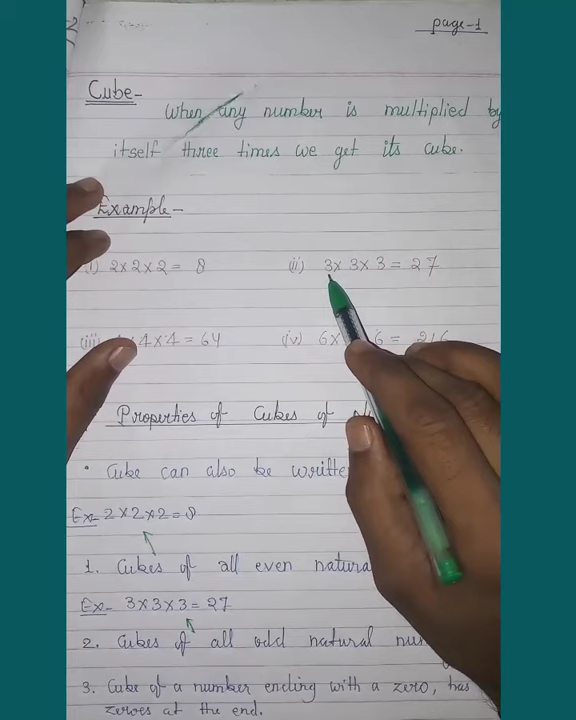 page-1
Cube-
When any number is multiplied by
itself three times we get its cube.
Example-
(i) 2×2×2 = 8 (ii) 3× 3× 3 = 27
(iii) 4×4 = 64 (iv) 6× 6 = 216
Properties of Cubes of
• Cube can also be
Ex- 2×2×2=8
1. Cubes of all even
Ex- 3×3×3=27
2. Cubes of all odd natural
3. Cube of a number ending with a zero, has
zeroes at the end.